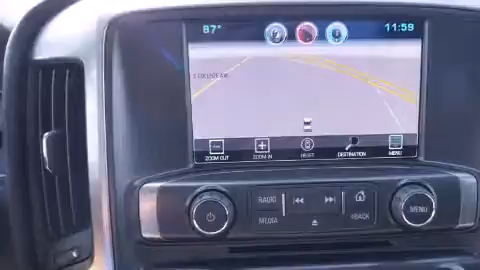 87° 11:59
ZOOM OUT ZOOM IN RESET DESTINATION MENU
RADIO
MEDIA BACK MENU